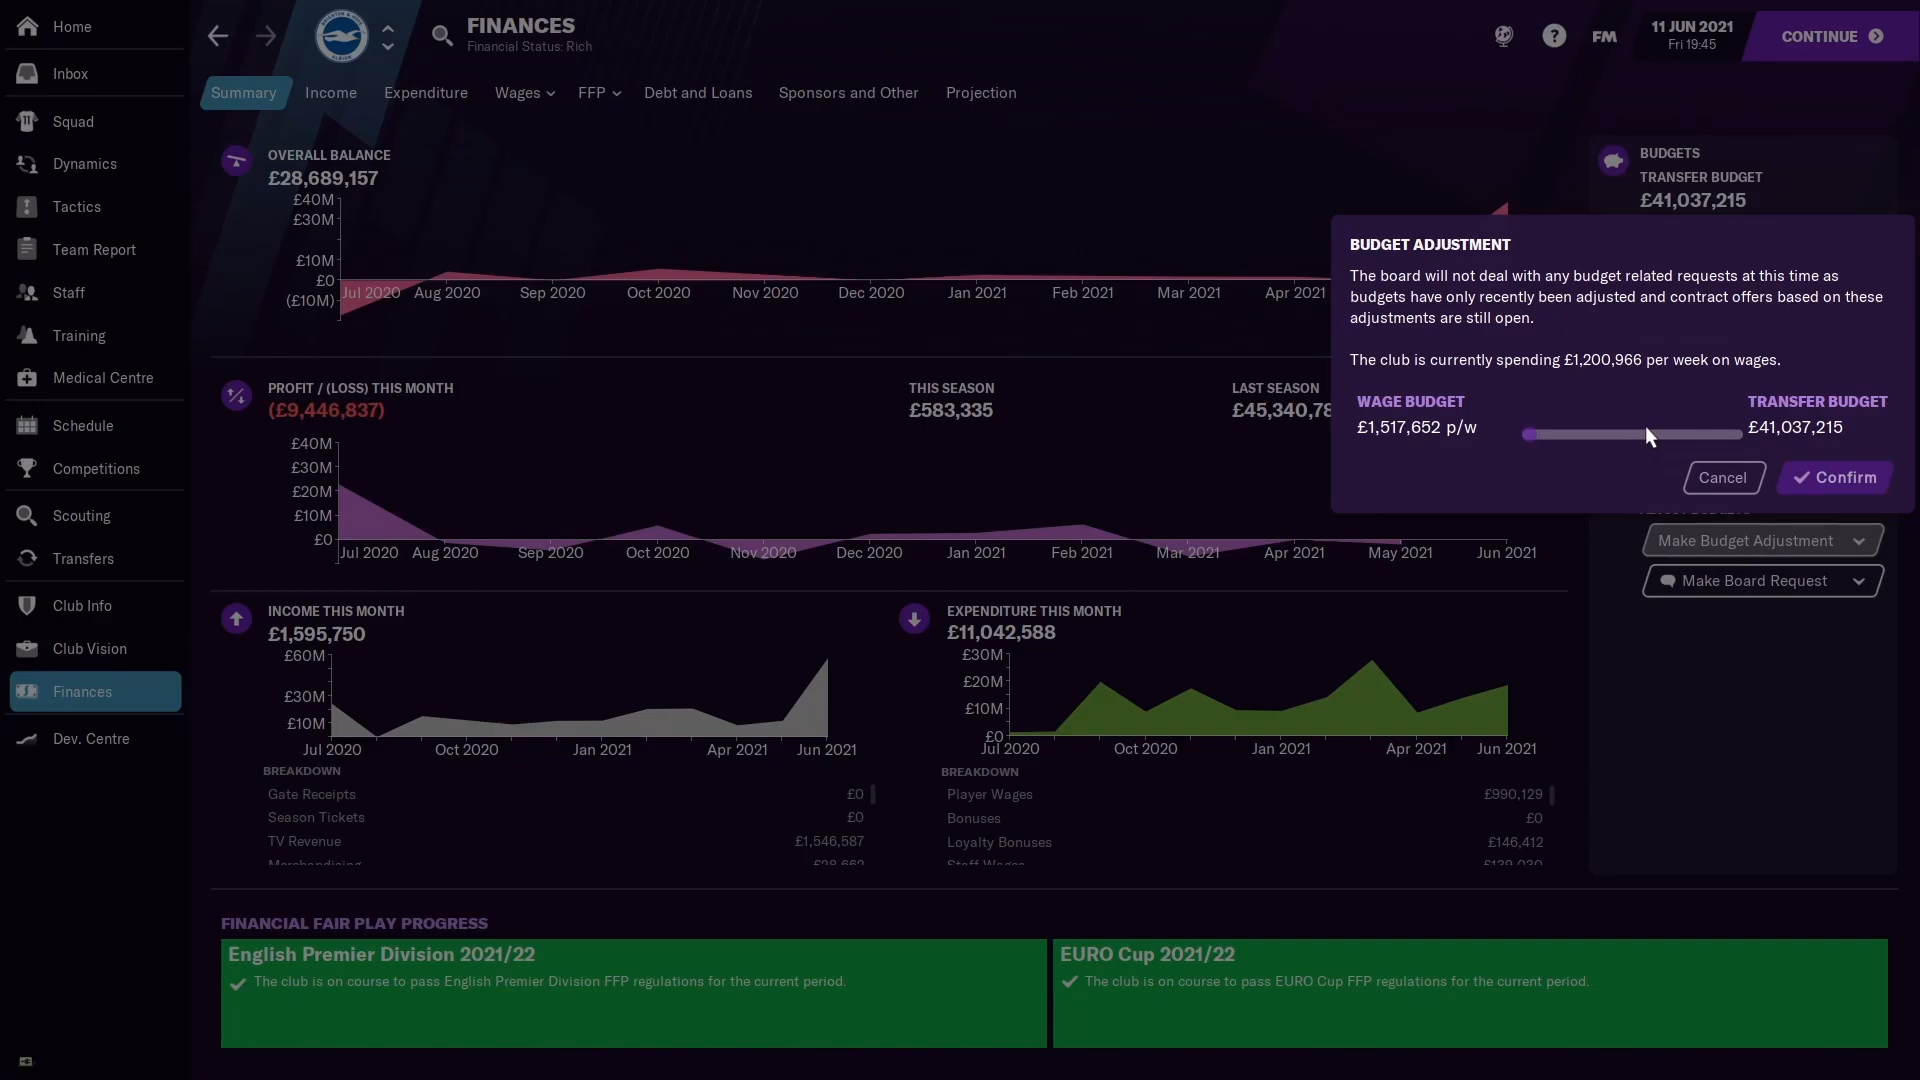 Home
Inbox
Squad
Dynamics
Tactics
Team Report
Staff
Training
Medical Centre
Schedule
Competitions
Scouting
Transfers
Club Info
Club Vision
Finances
Dev. Centre
FINANCES
Financial Status: Rich
FM
11 JUN 2021
Fri 19:45
CONTINUE
Summary Income Expenditure Wages FFP Debt and Loans Sponsors and Other Projection
OVERALL BALANCE
£28,689,157
£40M
£30M
£10M
£0
(£10M)
Jul 2020 Aug 2020 Sep 2020 Oct 2020 Nov 2020 Dec 2020 Jan 2021 Feb 2021 Mar 2021 Apr 2021
BUDGETS
TRANSFER BUDGET
£41,037,215
BUDGET ADJUSTMENT
The board will not deal with any budget related requests at this time as
budgets have only recently been adjusted and contract offers based on these
adjustments are still open.
The club is currently spending £1,200,966 per week on wages.
WAGE BUDGET
£1,517,652 p/w
TRANSFER BUDGET
£41,037,215
Cancel
Confirm
Make Budget Adjustment
Make Board Request
PROFIT / (LOSS) THIS MONTH
(£9,446,837)
THIS SEASON
£583,335
LAST SEASON
£45,340,78
£40M
£30M
£20M
£10M
£0
Jul 2020 Aug 2020 Sep 2020 Oct 2020 Nov 2020 Dec 2020 Jan 2021 Feb 2021 Mar 2021 Apr 2021 May 2021 Jun 2021
INCOME THIS MONTH
£1,595,750
£60M
£30M
£10M
Jul 2020 Oct 2020 Jan 2021 Apr 2021 Jun 2021
BREAKDOWN
Gate Receipts £0
Season Tickets £0
TV Revenue £1,546,587
Merchandising £28,662
EXPENDITURE THIS MONTH
£11,042,588
£30M
£20M
£10M
£0
Jul 2020 Oct 2020 Jan 2021 Apr 2021 Jun 2021
BREAKDOWN
Player Wages £990,129
Bonuses £0
Loyalty Bonuses £146,412
Staff Wages £139,030
FINANCIAL FAIR PLAY PROGRESS
English Premier Division 2021/22
The club is on course to pass English Premier Division FFP regulations for the current period.
EURO Cup 2021/22
The club is on course to pass EURO Cup FFP regulations for the current period.